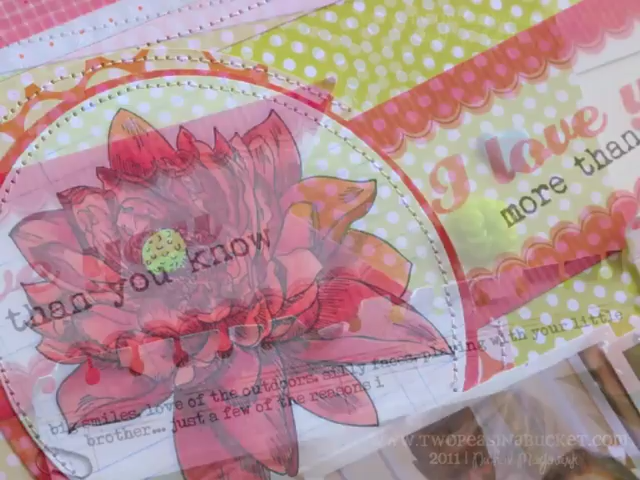 I love
more than
than you know
big smiles, love of the outdoors, silly faces, playing with your little
brother... just a few of the reasons i
www.twopeasinabucket.com
2011 |